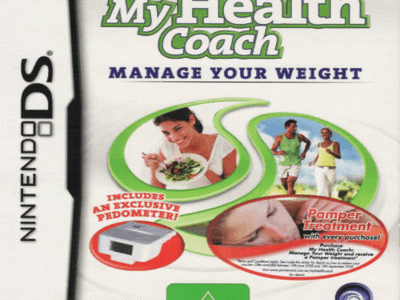 My Health
Coach
MANAGE YOUR WEIGHT
NINTENDO DS
INCLUDES
AN EXCLUSIVE
PEDOMETER!
Pamper
Treatment
with every purchase!*
Purchase
My Health Coach:
Manage Your Weight and receive
a Pamper Treatment*